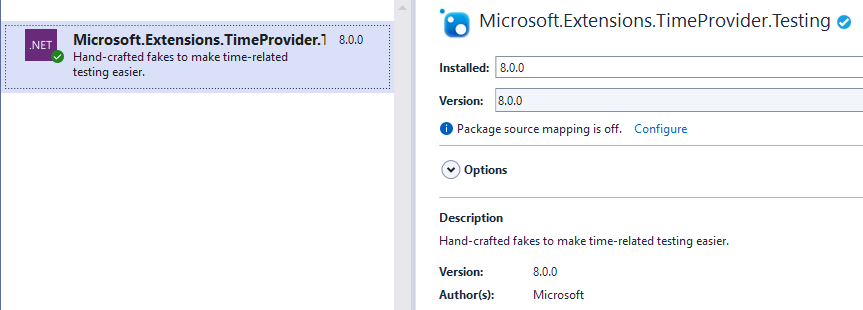 .NET
Microsoft.Extensions.TimeProvider.T 8.0.0
Hand-crafted fakes to make time-related
testing easier.
Microsoft.Extensions.TimeProvider.Testing
Installed: 8.0.0
Version: 8.0.0
Package source mapping is off. Configure
Options
Description
Hand-crafted fakes to make time-related testing easier.
Version: 8.0.0
Author(s): Microsoft